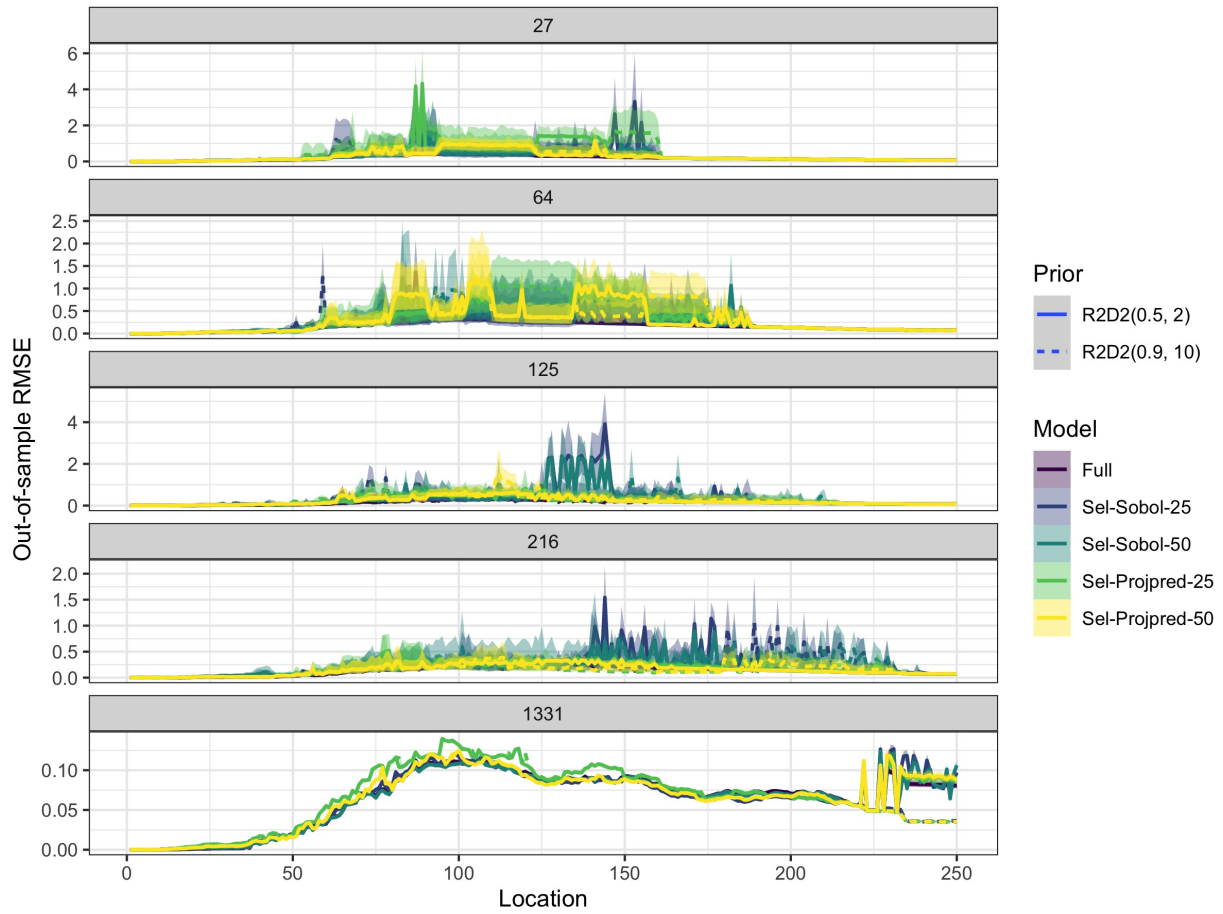 27
6
4
2
0
64
2.5
2.0
1.5
1.0
0.5
0.0
125
4
2
0
216
2.0
1.5
1.0
0.5
0.0
1331
0.10
0.05
0.00
0 50 100 150 200 250
Location
Out-of-sample RMSE
Prior
R2D2(0.5, 2)
R2D2(0.9, 10)
Model
Full
Sel-Sobol-25
Sel-Sobol-50
Sel-Projpred-25
Sel-Projpred-50